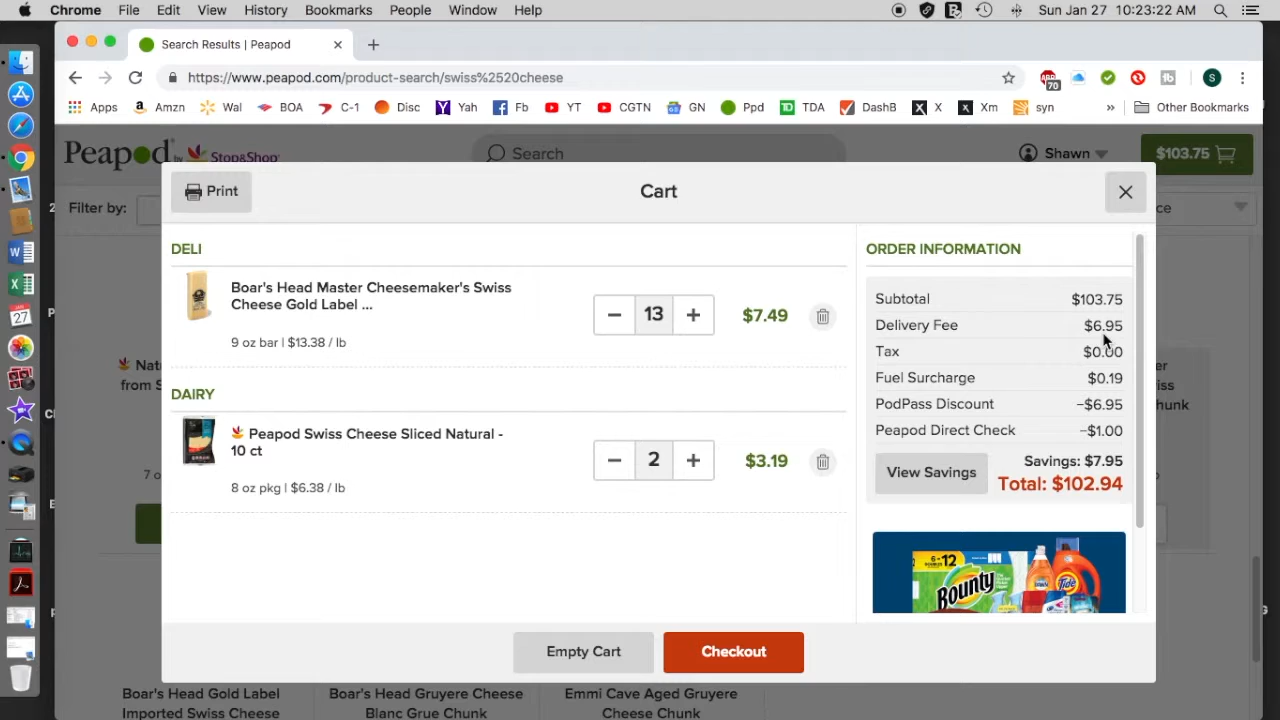 Chrome File Edit View History Bookmarks People Window Help Sun Jan 27 10:23:22 AM
Search Results | Peapod
https://www.peapod.com/product-search/swiss%2520cheese
70
S
Apps Amzn Wal BOA C-1 Disc Yah Fb YT CGTN GN Ppd TDA DashB X Xm syn » Other Bookmarks
Peapod by Stop&Shop
Search
Shawn
$103.75
Filter by:
Print
Cart
DELI
Boar's Head Master Cheesemaker's Swiss
Cheese Gold Label ...
9 oz bar | $13.38 / lb
13
$7.49
DAIRY
Peapod Swiss Cheese Sliced Natural -
10 ct
8 oz pkg | $6.38 / lb
2
$3.19
ORDER INFORMATION
Subtotal $103.75
Delivery Fee $6.95
Tax $0.00
Fuel Surcharge $0.19
PodPass Discount -$6.95
Peapod Direct Check -$1.00
View Savings
Savings: $7.95
Total: $102.94
6=12
Bounty
Tide
Empty Cart
Checkout
Boar's Head Gold Label
Imported Swiss Cheese
Boar's Head Gruyere Cheese
Blanc Grue Chunk
Emmi Cave Aged Gruyere
Cheese Chunk